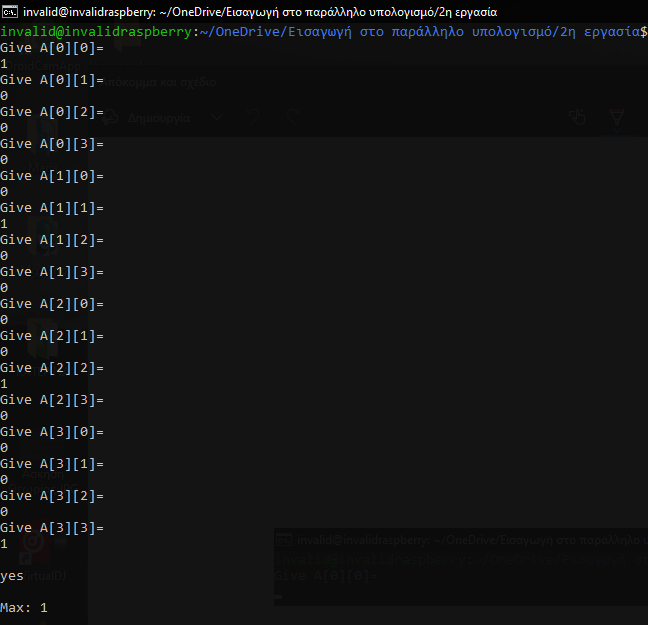 invalid@invalidraspberry: ~/OneDrive/Εισαγωγή στο παράλληλο υπολογισμό/2η εργασία
invalid@invalidraspberry:~/OneDrive/Εισαγωγή στο παράλληλο υπολογισμό/2η εργασία$
Give A[0][0]=
1
Give A[0][1]=
0
Give A[0][2]=
0
Give A[0][3]=
0
Give A[1][0]=
0
Give A[1][1]=
1
Give A[1][2]=
0
Give A[1][3]=
0
Give A[2][0]=
0
Give A[2][1]=
0
Give A[2][2]=
1
Give A[2][3]=
0
Give A[3][0]=
0
Give A[3][1]=
0
Give A[3][2]=
0
Give A[3][3]=
1
yes
Max: 1
Δημιουργία
invalid@invalidraspberry: ~/OneDrive/Εισαγωγή στο παράλληλο
Give A[0][0]=